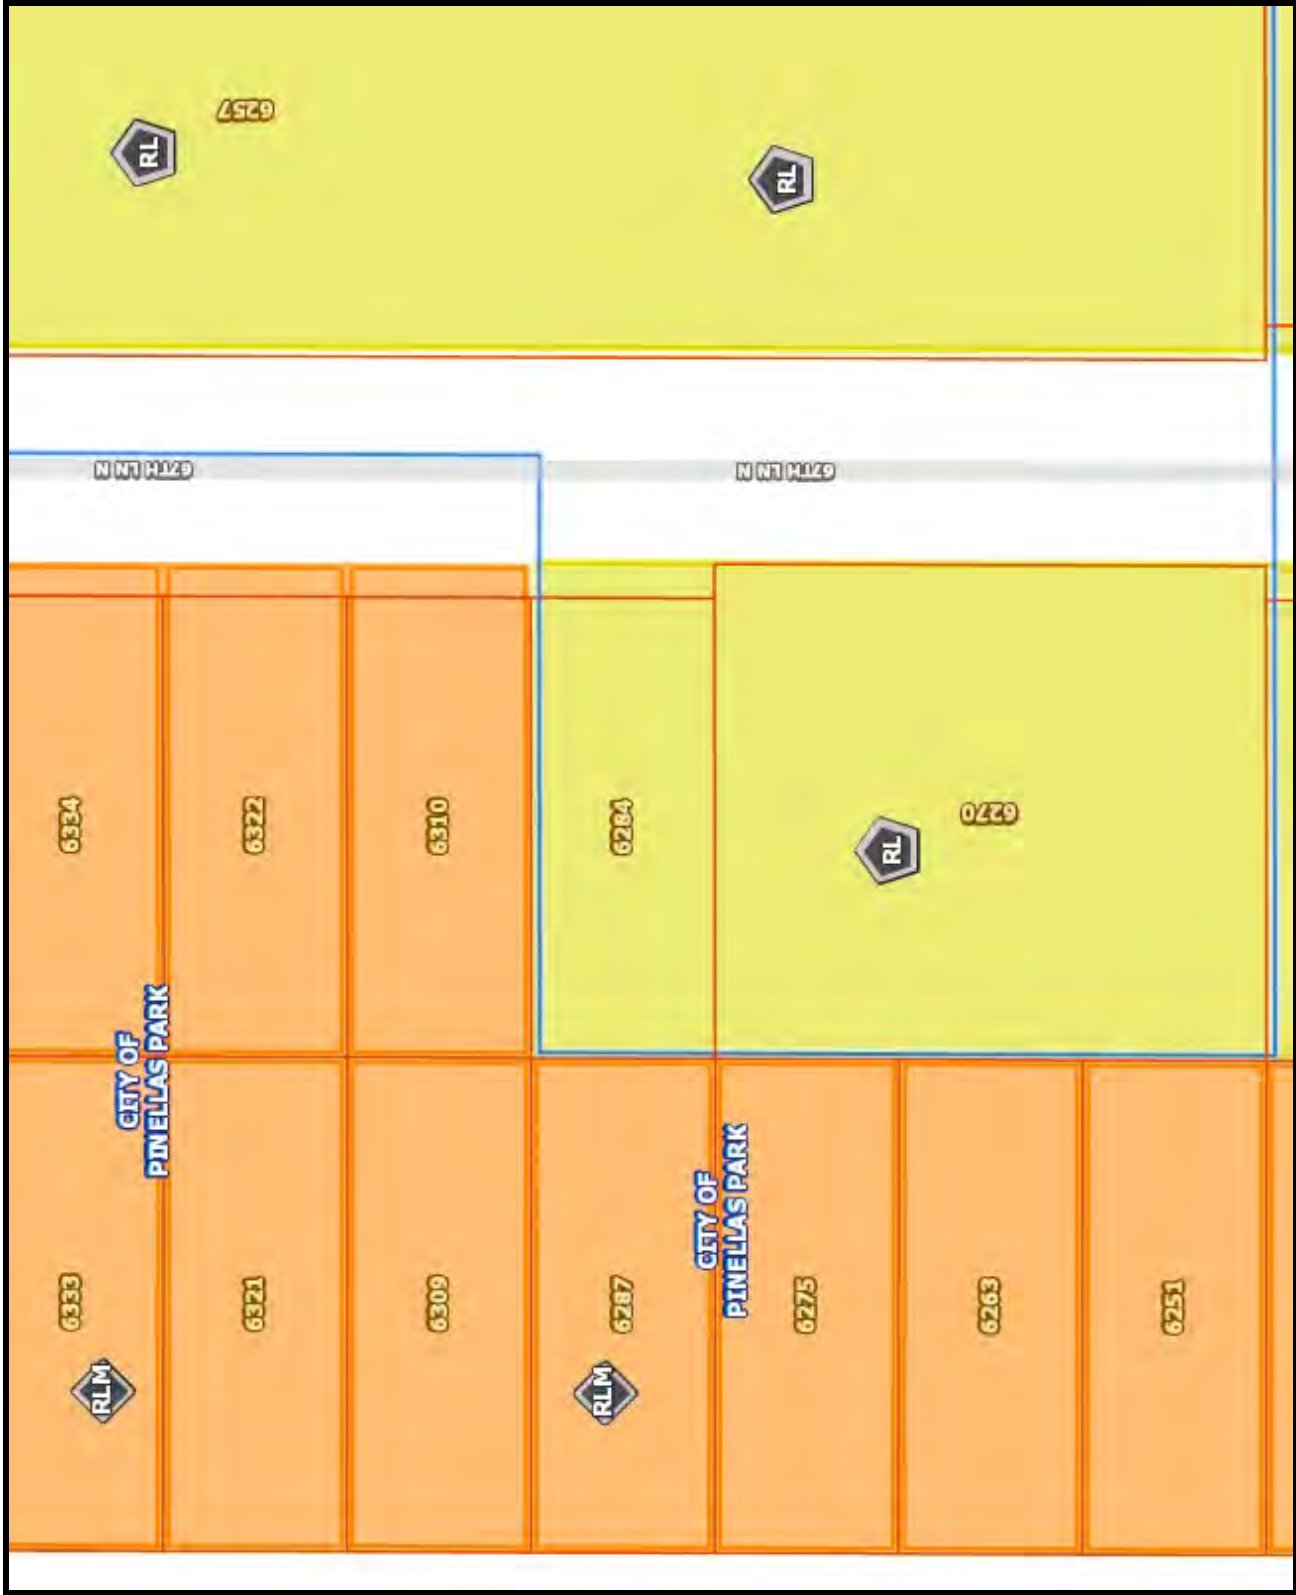 6257
RL
RL
67TH LN N
67TH LN N
6334
6322
6310
6284
RL
6270
CITY OF
PINELLAS PARK
CITY OF
PINELLAS PARK
6333
6321
6309
6287
6275
6263
6251
RLM
RLM